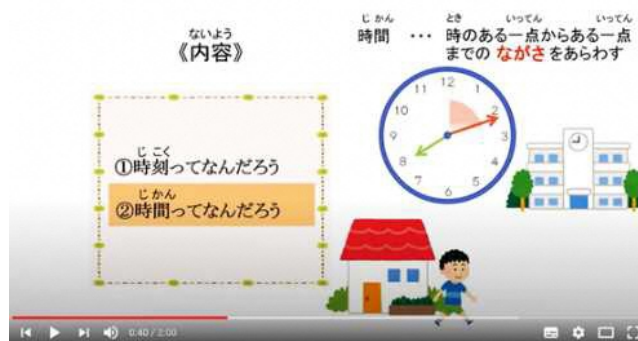 ないよう
《内容》
じこく
①時刻ってなんだろう
じかん
②時間ってなんだろう
じかん とき いってん いってん
時間 ・・・ 時のある一点からある一点
までの ながさ をあらわす
11 12 1
10 2
9 3
8 4
7 6 5
0:40 / 2:00